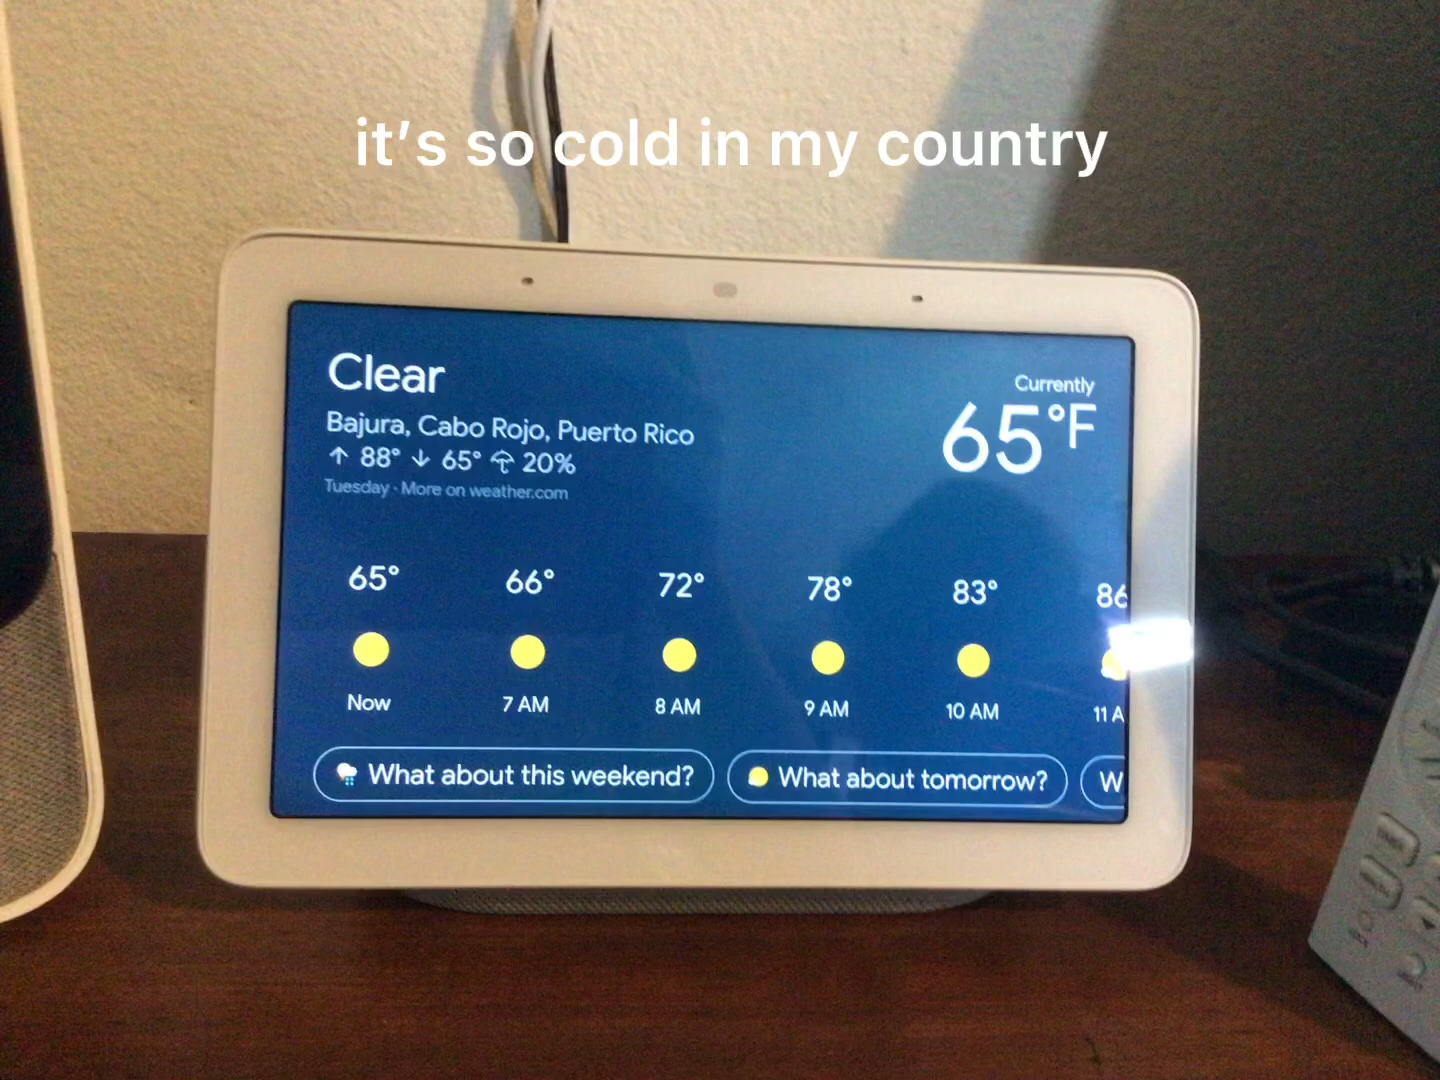 it's so cold in my country
Clear
Currently
65°F
Bajura, Cabo Rojo, Puerto Rico
↑ 88° ↓ 65° ☂ 20%
Tuesday · More on weather.com
65° 66° 72° 78° 83° 86
Now 7 AM 8 AM 9 AM 10 AM 11 A
What about this weekend? What about tomorrow? W